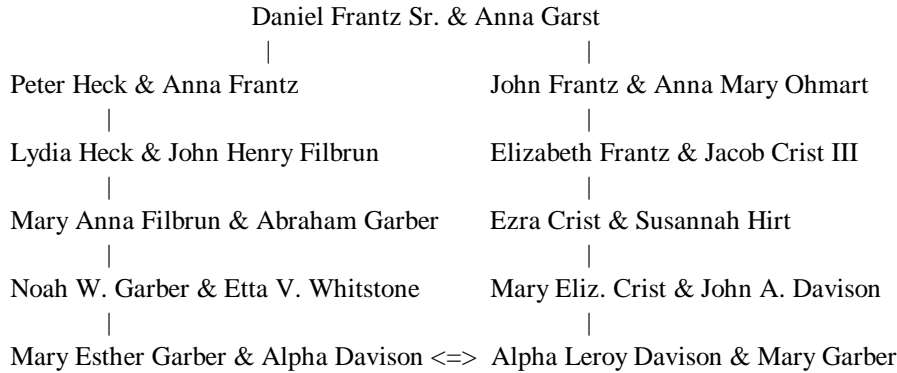 Daniel Frantz Sr. & Anna Garst
| |
Peter Heck & Anna Frantz John Frantz & Anna Mary Ohmart
| |
Lydia Heck & John Henry Filbrun Elizabeth Frantz & Jacob Crist III
| |
Mary Anna Filbrun & Abraham Garber Ezra Crist & Susannah Hirt
| |
Noah W. Garber & Etta V. Whitstone Mary Eliz. Crist & John A. Davison
| |
Mary Esther Garber & Alpha Davison <=> Alpha Leroy Davison & Mary Garber